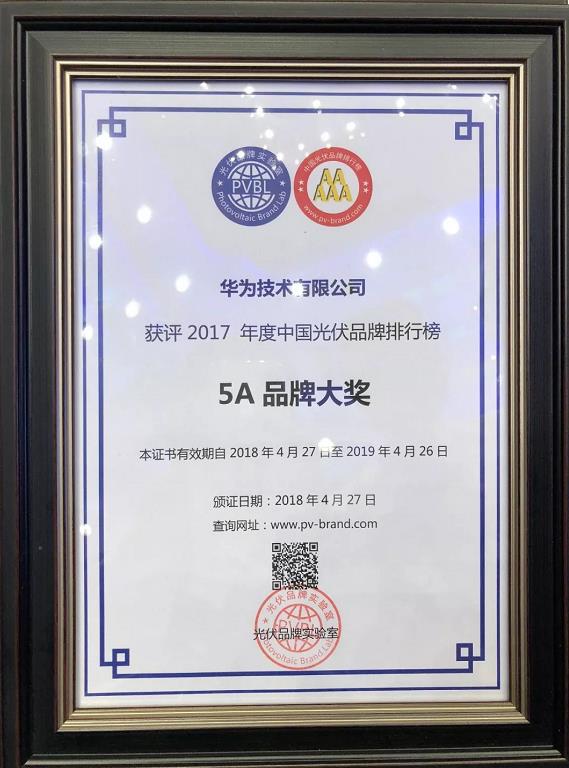 光伏品牌实验室
PVBL
Photovoltaic Brand Lab
中国光伏品牌排行榜
AA
AAA
www.pv-brand.com
华为技术有限公司
获评 2017 年度中国光伏品牌排行榜
5A 品牌大奖
本证书有效期自 2018 年 4 月 27 日至 2019 年 4 月 26 日
颁证日期：2018 年 4 月 27 日
查询网址：www.pv-brand.com
光伏品牌实验室
PVBL
光伏品牌实验室
Photovoltaic Brand Lab